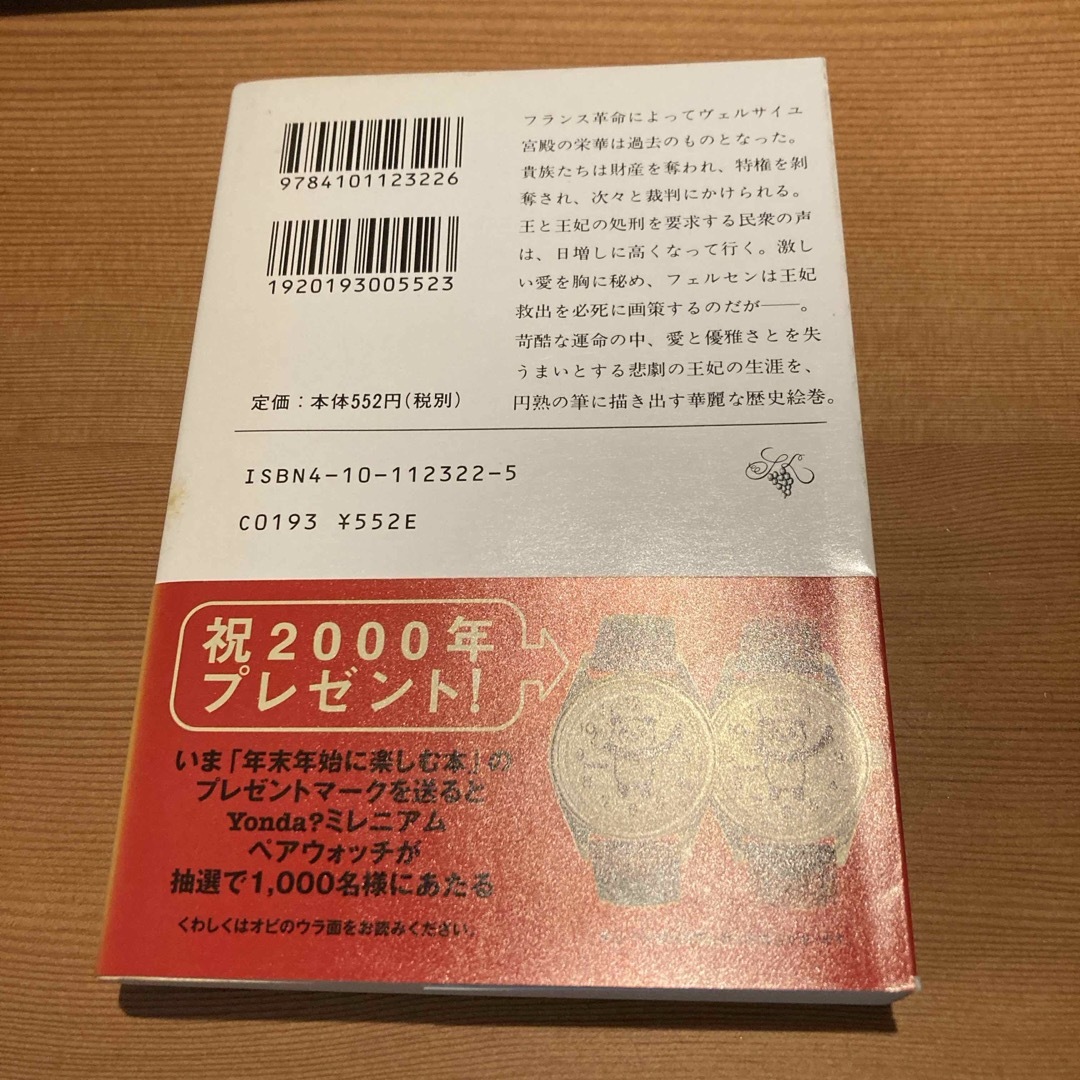 9784101123226
1920193005523
定価:本体552円(税別)
フランス革命によってヴェルサイユ
宮殿の栄華は過去のものとなった。
貴族たちは財産を奪われ、特権を剝
奪され、次々と裁判にかけられる。
王と王妃の処刑を要求する民衆の声
は、日増しに高くなって行く。激し
い愛を胸に秘め、フェルセンは王妃
救出を必死に画策するのだが――。
苛酷な運命の中、愛と優雅さとを失
うまいとする悲劇の王妃の生涯を、
円熟の筆に描き出す華麗な歴史絵巻。
ISBN4-10-112322-5
C0193 ¥552E
祝2000年
プレゼント!
いま「年末年始に楽しむ本」の
プレゼントマークを送ると
Yonda?ミレニアム
ペアウォッチが
抽選で1,000名様にあたる
くわしくはオビのウラ面をお読みください。